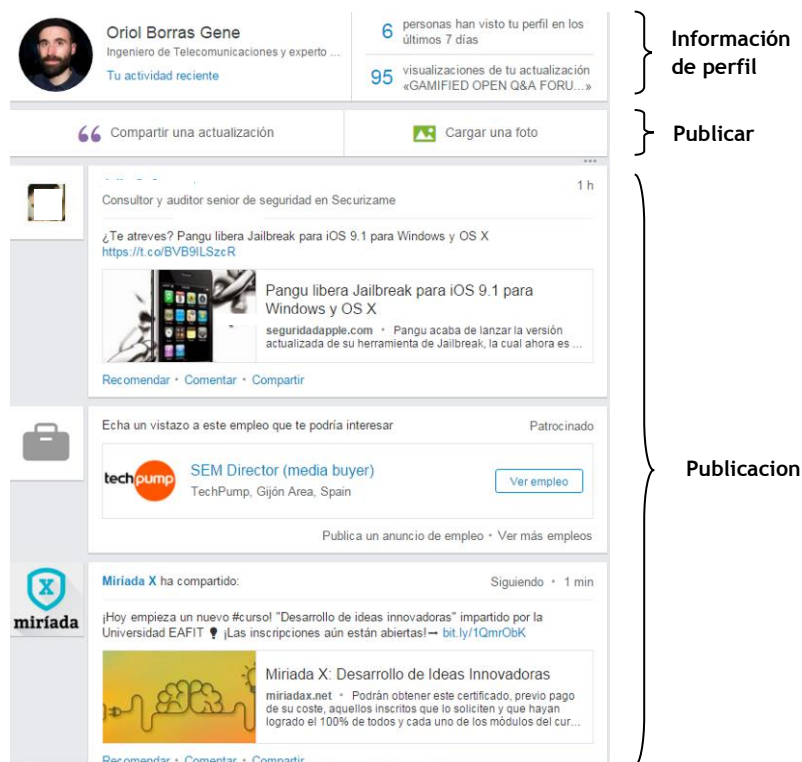 Oriol Borras Gene
Ingeniero de Telecomunicaciones y experto ...
Tu actividad reciente
6 personas han visto tu perfil en los
últimos 7 días
95 visualizaciones de tu actualización
«GAMIFIED OPEN Q&A FORU...»
Información
de perfil
Compartir una actualización
Cargar una foto
Publicar
1 h
Consultor y auditor senior de seguridad en Securizame
¿Te atreves? Pangu libera Jailbreak para iOS 9.1 para Windows y OS X
https://t.co/BVB9ILSzcR
Pangu libera Jailbreak para iOS 9.1 para
Windows y OS X
seguridadapple.com • Pangu acaba de lanzar la versión
actualizada de su herramienta de Jailbreak, la cual ahora es ...
Recomendar • Comentar • Compartir
Echa un vistazo a este empleo que te podría interesar
Patrocinado
techpump
SEM Director (media buyer)
TechPump, Gijón Area, Spain
Ver empleo
Publica un anuncio de empleo • Ver más empleos
Publicacion
X
miríada
Miríada X ha compartido:
Siguiendo • 1 min
¡Hoy empieza un nuevo #curso! "Desarrollo de ideas innovadoras" impartido por la
Universidad EAFIT ¡Las inscripciones aún están abiertas!→ bit.ly/1QmrObK
Miriada X: Desarrollo de Ideas Innovadoras
miriadax.net • Podrán obtener este certificado, previo pago
de su coste, aquellos inscritos que lo soliciten y que hayan
logrado el 100% de todos y cada uno de los módulos del cur...
Recomendar • Comentar • Compartir